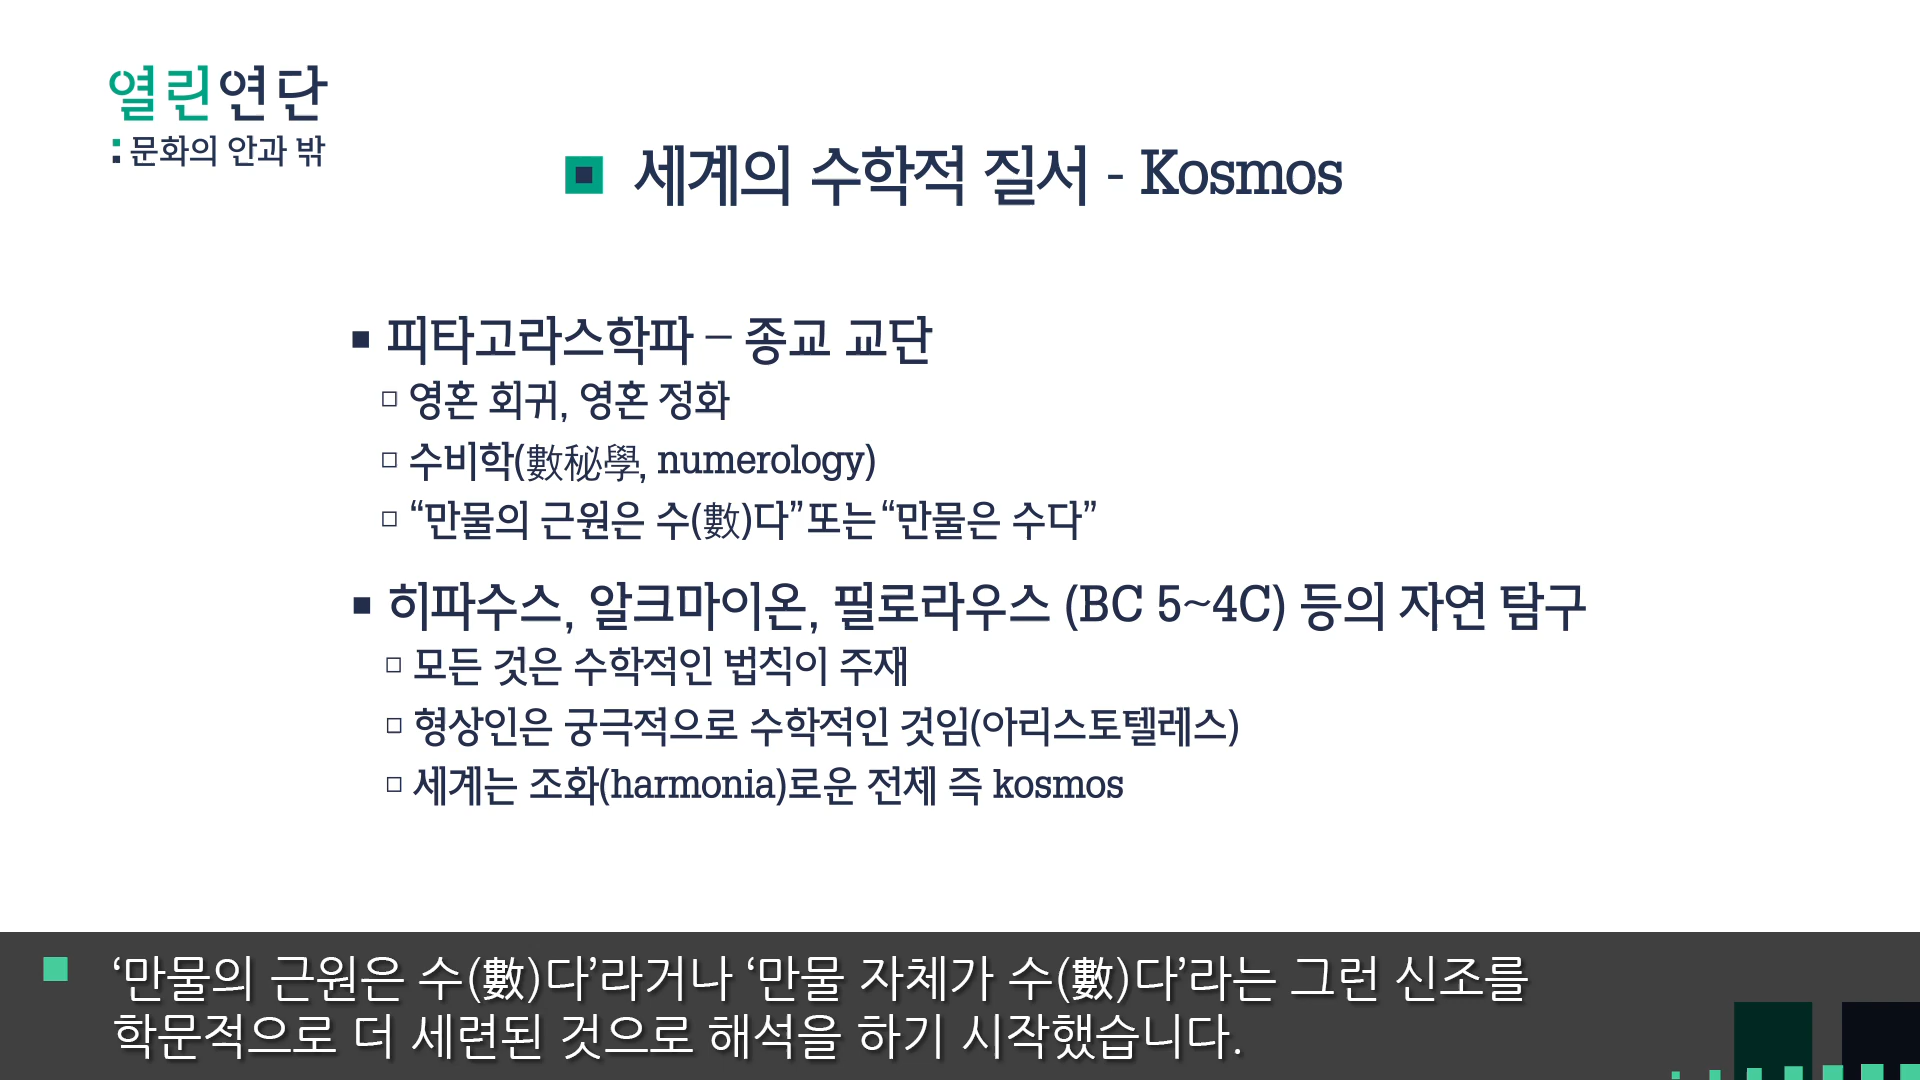 열린연단
: 문화의 안과 밖
세계의 수학적 질서 - Kosmos
피타고라스학파 – 종교 교단
영혼 회귀, 영혼 정화
수비학(數秘學, numerology)
“만물의 근원은 수(數)다” 또는 “만물은 수다”
히파수스, 알크마이온, 필로라우스 (BC 5~4C) 등의 자연 탐구
모든 것은 수학적인 법칙이 주재
형상인은 궁극적으로 수학적인 것임(아리스토텔레스)
세계는 조화(harmonia)로운 전체 즉 kosmos
‘만물의 근원은 수(數)다’라거나 ‘만물 자체가 수(數)다’라는 그런 신조를
학문적으로 더 세련된 것으로 해석을 하기 시작했습니다.